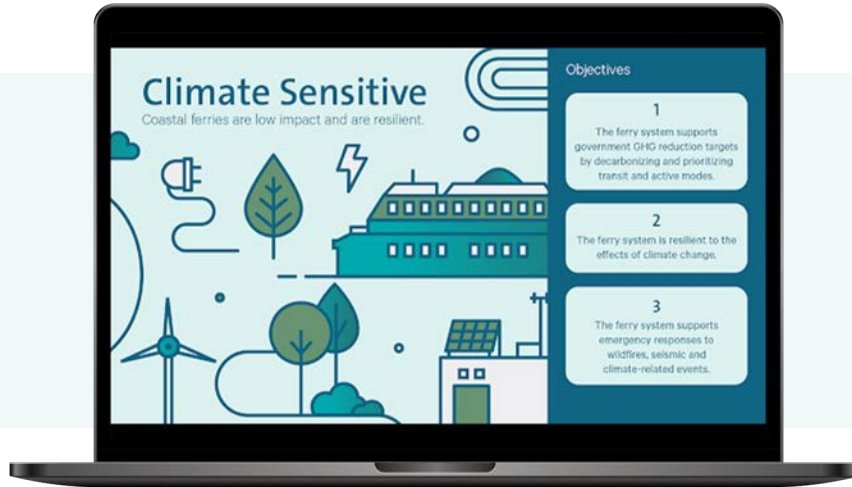 Climate Sensitive
Coastal ferries are low impact and are resilient.
Objectives
1
The ferry system supports
government GHG reduction targets
by decarbonizing and prioritizing
transit and active modes.
2
The ferry system is resilient to the
effects of climate change.
3
The ferry system supports
emergency responses to
wildfires, seismic and
climate-related events.